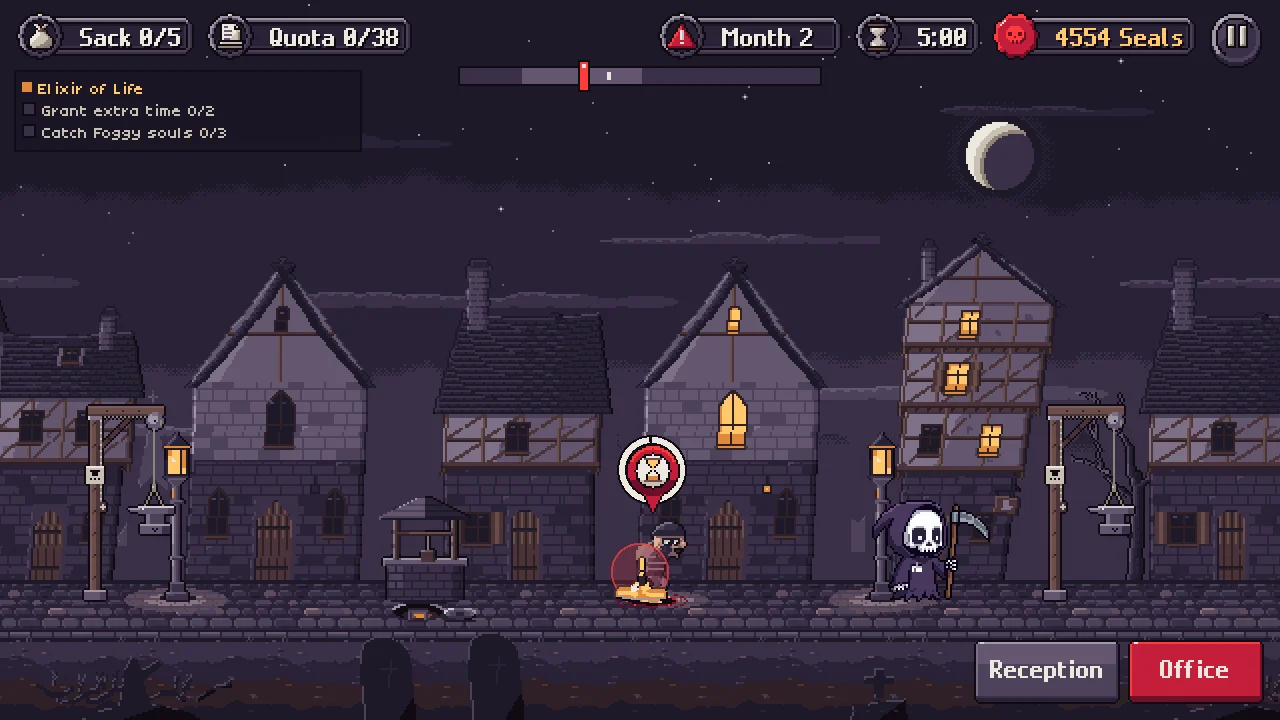 Sack 0/5
Quota 0/38
Month 2
5:00
4554 Seals
Elixir of Life
Grant extra time 0/2
Catch Foggy souls 0/3
Reception
Office